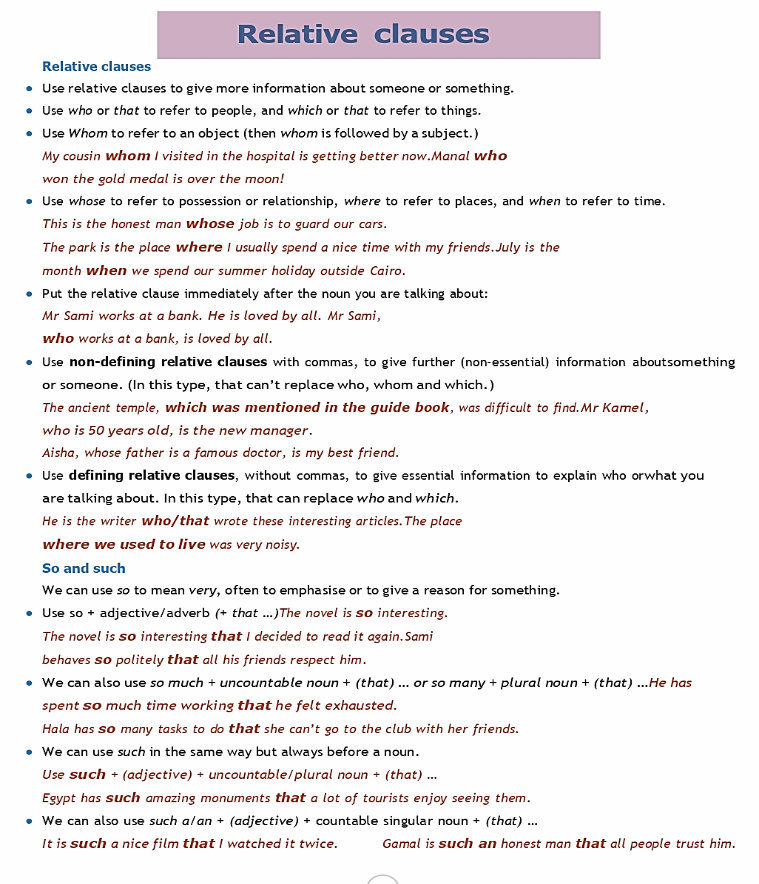 Relative clauses
Relative clauses
• Use relative clauses to give more information about someone or something.
• Use who or that to refer to people, and which or that to refer to things.
• Use Whom to refer to an object (then whom is followed by a subject.)
My cousin whom I visited in the hospital is getting better now.Manal who
won the gold medal is over the moon!
• Use whose to refer to possession or relationship, where to refer to places, and when to refer to time.
This is the honest man whose job is to guard our cars.
The park is the place where I usually spend a nice time with my friends.July is the
month when we spend our summer holiday outside Cairo.
• Put the relative clause immediately after the noun you are talking about:
Mr Sami works at a bank. He is loved by all. Mr Sami,
who works at a bank, is loved by all.
• Use non-defining relative clauses with commas, to give further (non-essential) information aboutsomething
or someone. (In this type, that can't replace who, whom and which.)
The ancient temple, which was mentioned in the guide book, was difficult to find.Mr Kamel,
who is 50 years old, is the new manager.
Aisha, whose father is a famous doctor, is my best friend.
• Use defining relative clauses, without commas, to give essential information to explain who orwhat you
are talking about. In this type, that can replace who and which.
He is the writer who/that wrote these interesting articles.The place
where we used to live was very noisy.
So and such
We can use so to mean very, often to emphasise or to give a reason for something.
• Use so + adjective/adverb (+ that ...)The novel is so interesting.
The novel is so interesting that I decided to read it again.Sami
behaves so politely that all his friends respect him.
• We can also use so much + uncountable noun + (that) ... or so many + plural noun + (that) ...He has
spent so much time working that he felt exhausted.
Hala has so many tasks to do that she can't go to the club with her friends.
• We can use such in the same way but always before a noun.
Use such + (adjective) + uncountable/plural noun + (that) ...
Egypt has such amazing monuments that a lot of tourists enjoy seeing them.
• We can also use such a/an + (adjective) + countable singular noun + (that) ...
It is such a nice film that I watched it twice. Gamal is such an honest man that all people trust him.